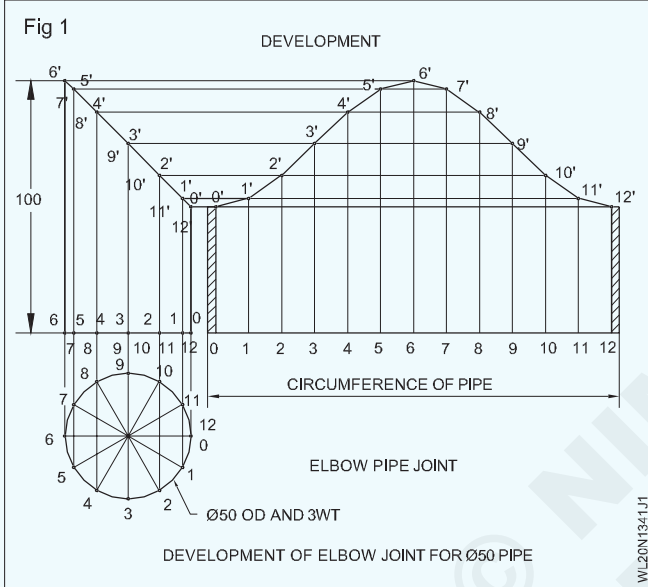 Fig 1
DEVELOPMENT
6' 5' 5' 6' 7'
7' 4' 4' 8'
8' 3' 3' 9'
9' 2' 2' 10'
10' 1' 0' 0' 1' 11' 12'
11'
12'
100
6 5 4 3 2 1 0
7 8 9 10 11 12 0 1 2 3 4 5 6 7 8 9 10 11 12
CIRCUMFERENCE OF PIPE
9
8 10
7 11
6 12
0
5 1
4 2
3
ELBOW PIPE JOINT
Ø50 OD AND 3WT
DEVELOPMENT OF ELBOW JOINT FOR Ø50 PIPE
WL20N1341J1
© NI